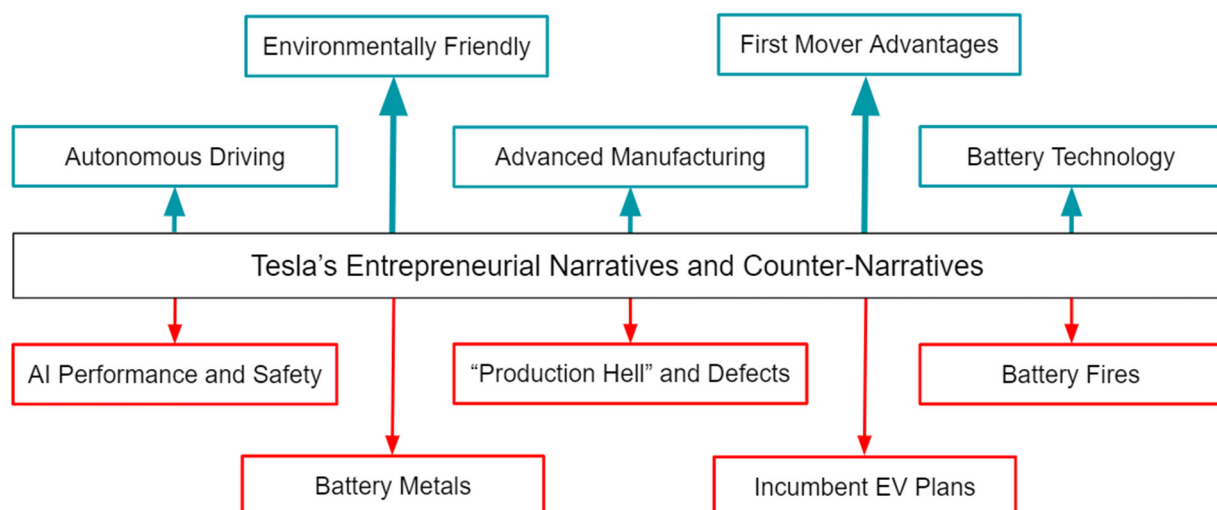 Environmentally Friendly
First Mover Advantages
Autonomous Driving
Advanced Manufacturing
Battery Technology
Tesla’s Entrepreneurial Narratives and Counter-Narratives
AI Performance and Safety
“Production Hell” and Defects
Battery Fires
Battery Metals
Incumbent EV Plans